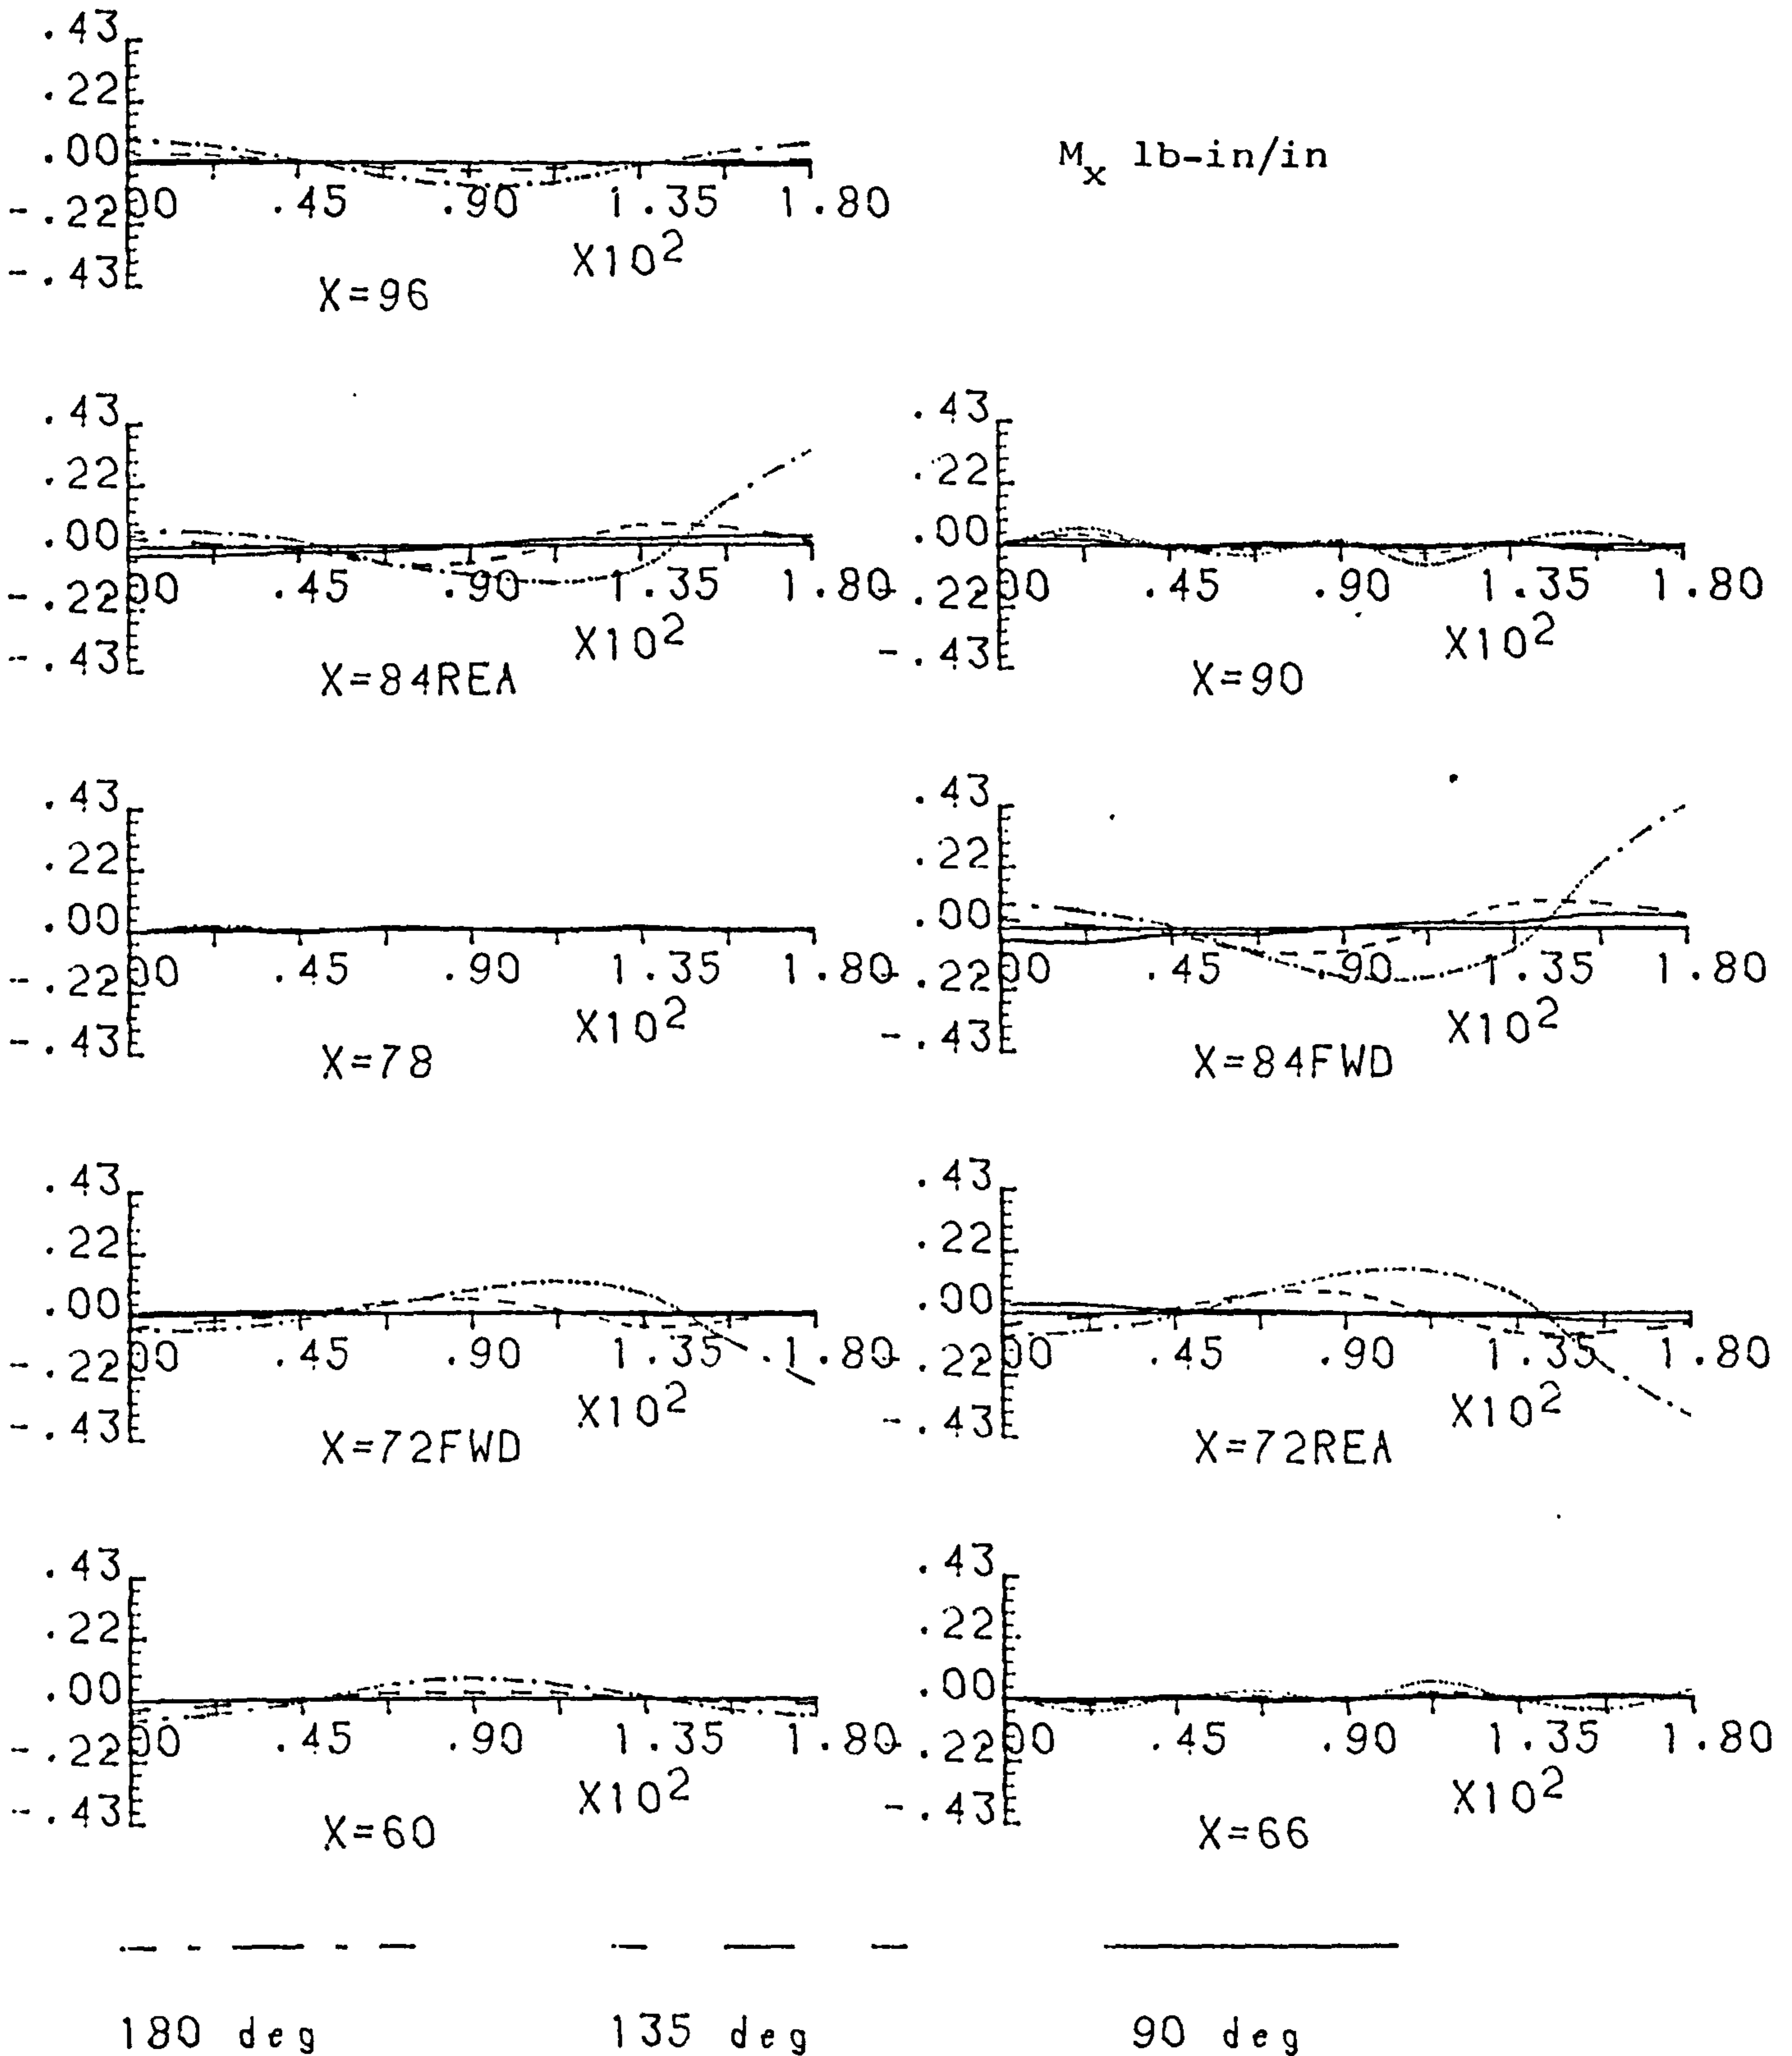 .43
.22
.00
-.22
-.43
.00 .45 .90 1.35 1.80
X10²
X=96
Mₓ lb-in/in
.43
.22
.00
-.22
-.43
.00 .45 .90 1.35 1.80
X10²
X=84REA
.43
.22
.00
-.22
-.43
.00 .45 .90 1.35 1.80
X10²
X=90
.43
.22
.00
-.22
-.43
.00 .45 .90 1.35 1.80
X10²
X=78
.43
.22
.00
-.22
-.43
.00 .45 .90 1.35 1.80
X10²
X=84FWD
.43
.22
.00
-.22
-.43
.00 .45 .90 1.35 1.80
X10²
X=72FWD
.43
.22
.00
-.22
-.43
.00 .45 .90 1.35 1.80
X10²
X=72REA
.43
.22
.00
-.22
-.43
.00 .45 .90 1.35 1.80
X10²
X=60
.43
.22
.00
-.22
-.43
.00 .45 .90 1.35 1.80
X10²
X=66
180 deg 135 deg 90 deg